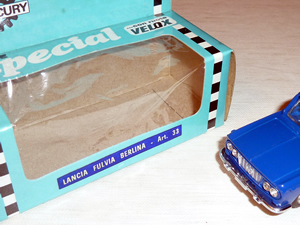 CURY
Special
VELOX
LANCIA FULVIA BERLINA - Art. 33